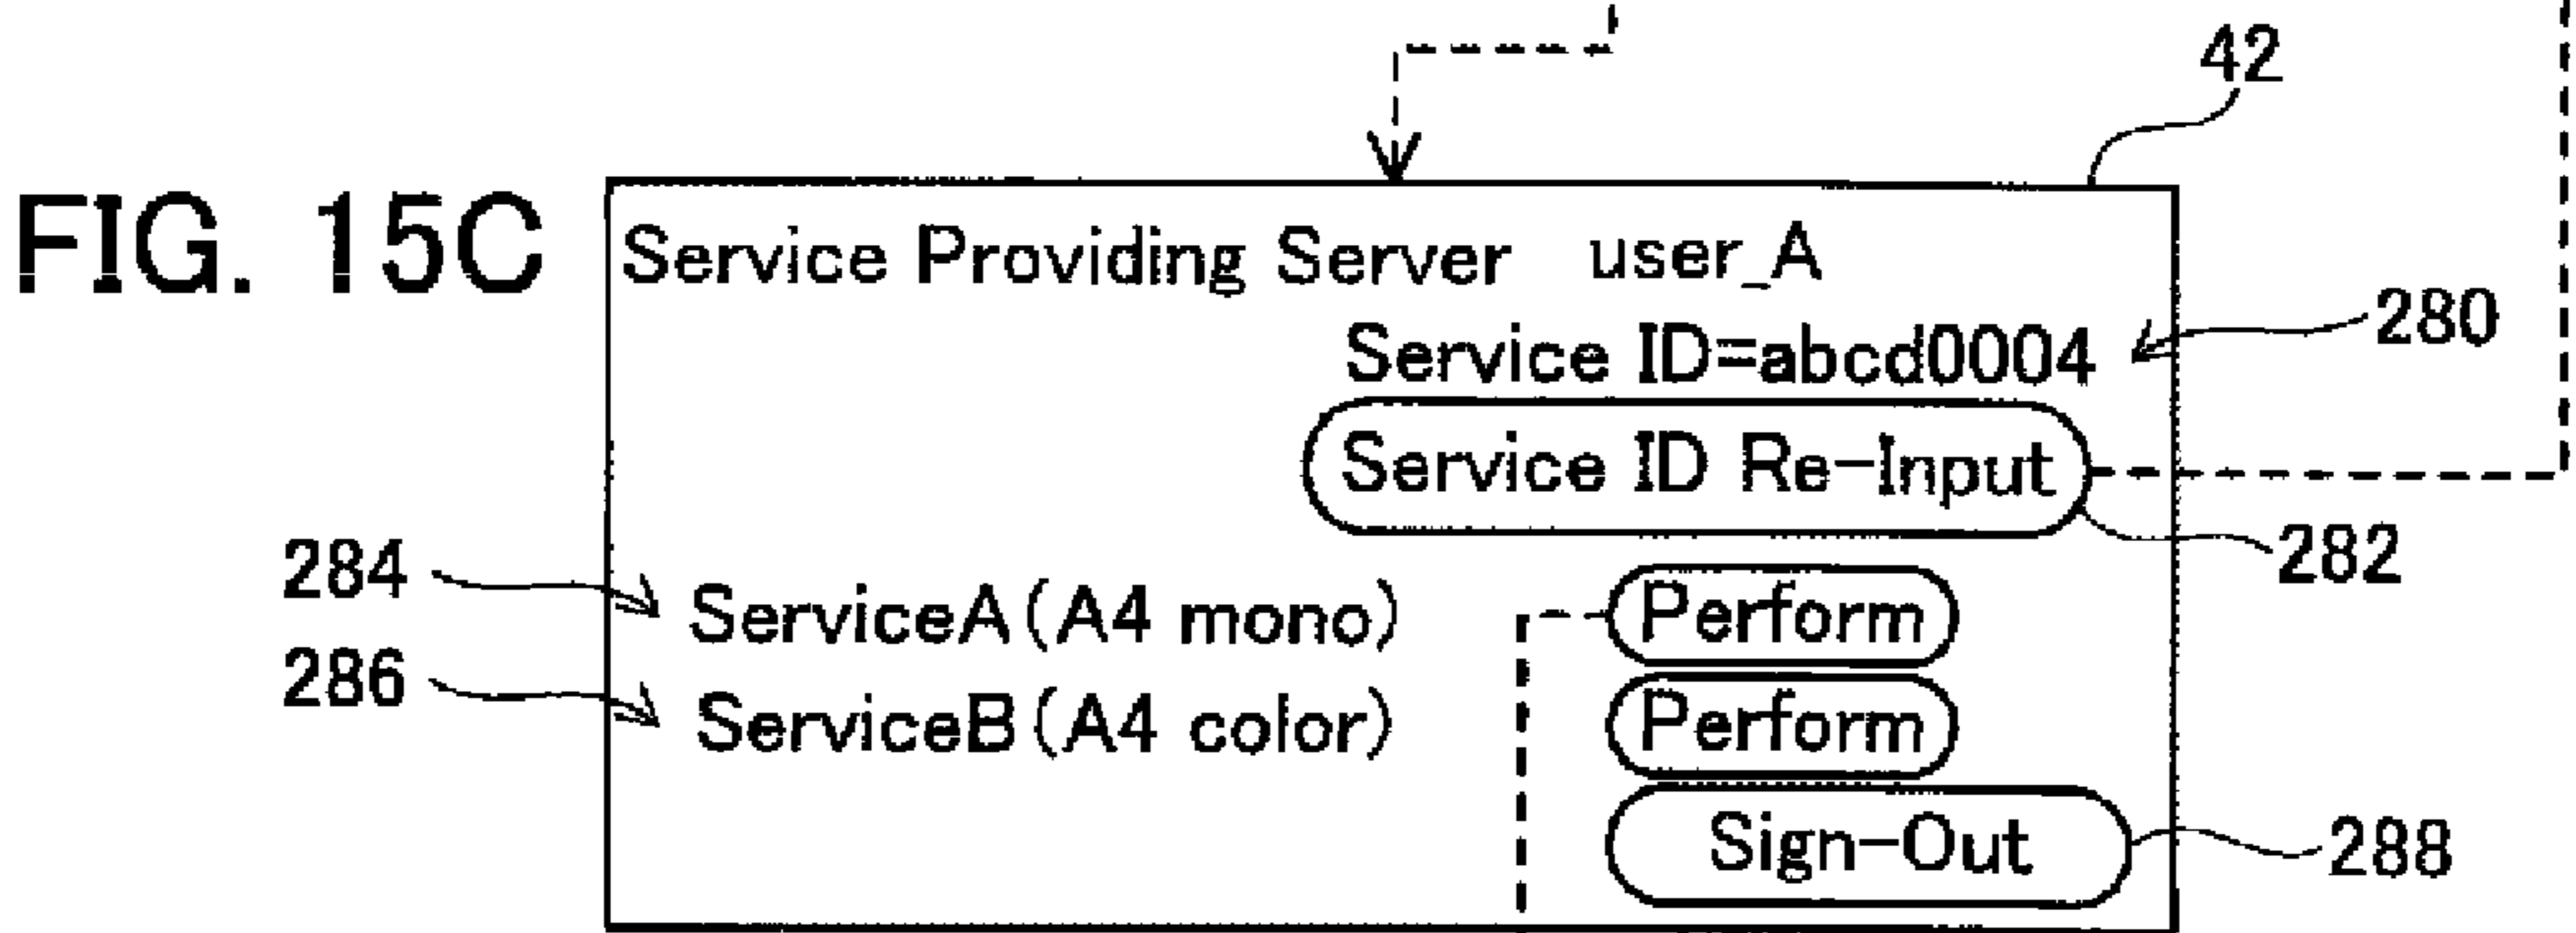 42
FIG. 15C
Service Providing Server user_A
Service ID=abcd0004
280
Service ID Re-Input
282
284
ServiceA(A4 mono)
Perform
286
ServiceB(A4 color)
Perform
Sign-Out
288